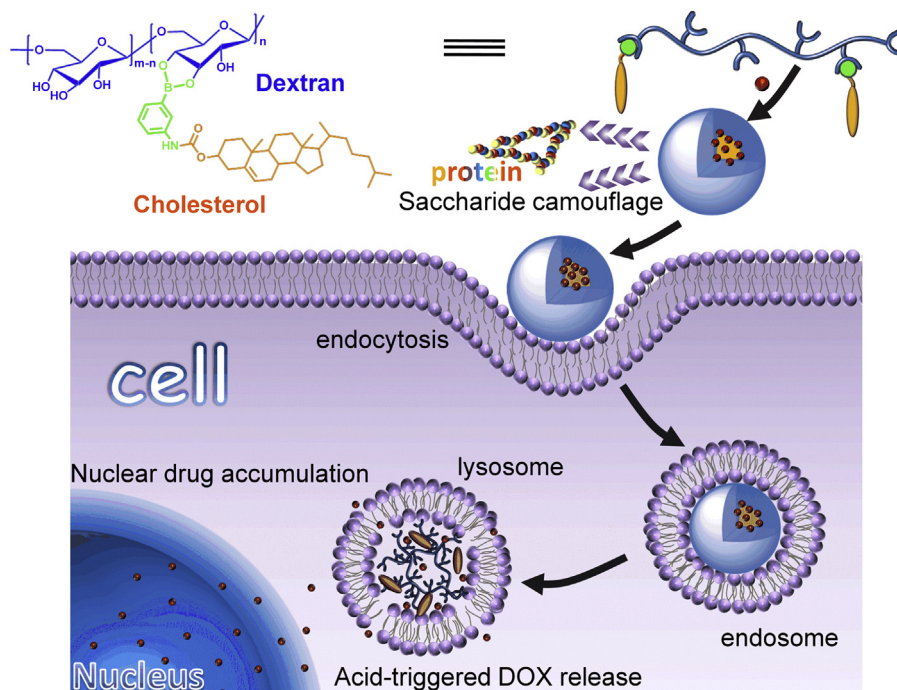 O
O
O
O
m-n
n
O
OH
OH
HO
HO
OH
O
O
B
Dextran
NH
O
O
Cholesterol
protein
Saccharide camouflage
endocytosis
cell
lysosome
Nuclear drug accumulation
endosome
Nucleus
Acid-triggered DOX release